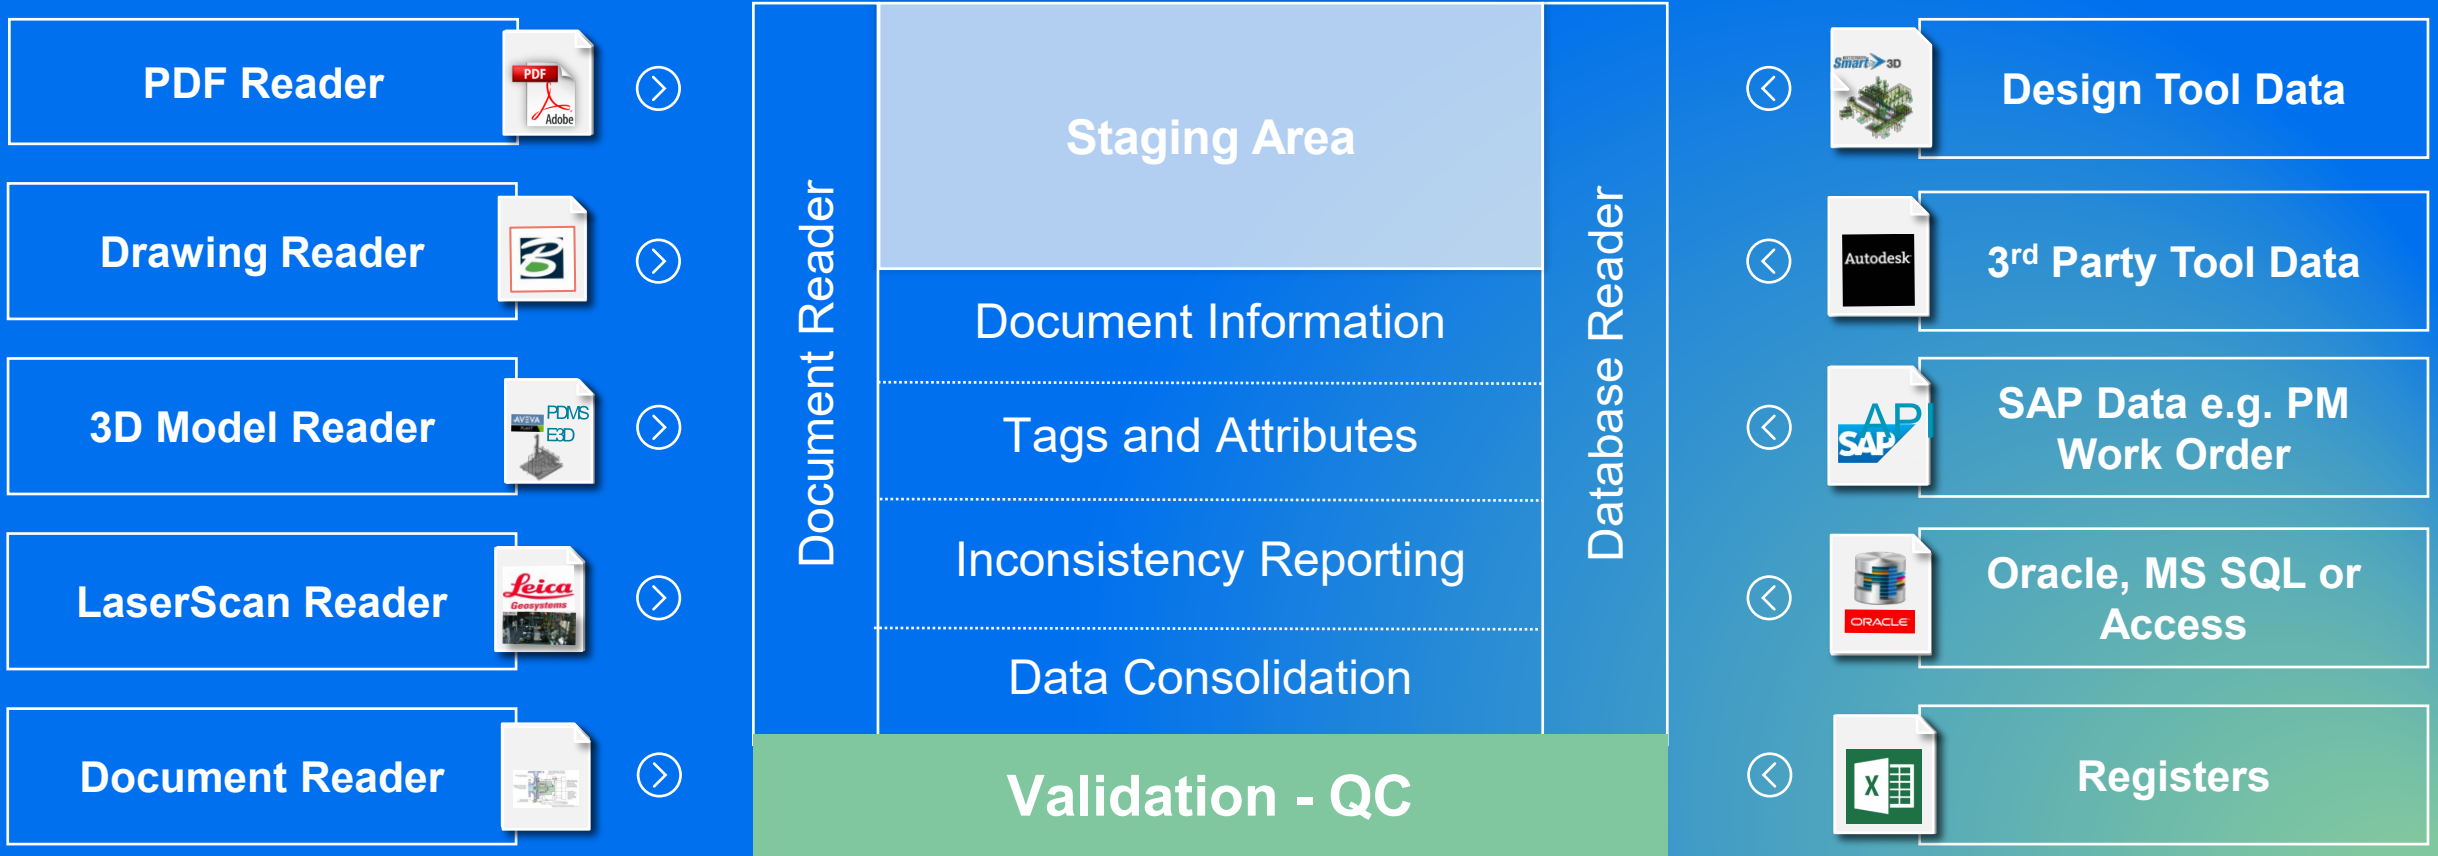 PDF Reader
PDF
Adobe
Drawing Reader
3D Model Reader
AVEVA
PDMS
E3D
LaserScan Reader
Leica
Geosystems
Document Reader
Document Reader
Staging Area
Document Information
Tags and Attributes
Inconsistency Reporting
Data Consolidation
Validation - QC
Database Reader
Smart 3D
Design Tool Data
Autodesk
3rd Party Tool Data
API
SAP
SAP Data e.g. PM
Work Order
ORACLE
Oracle, MS SQL or
Access
X
Registers